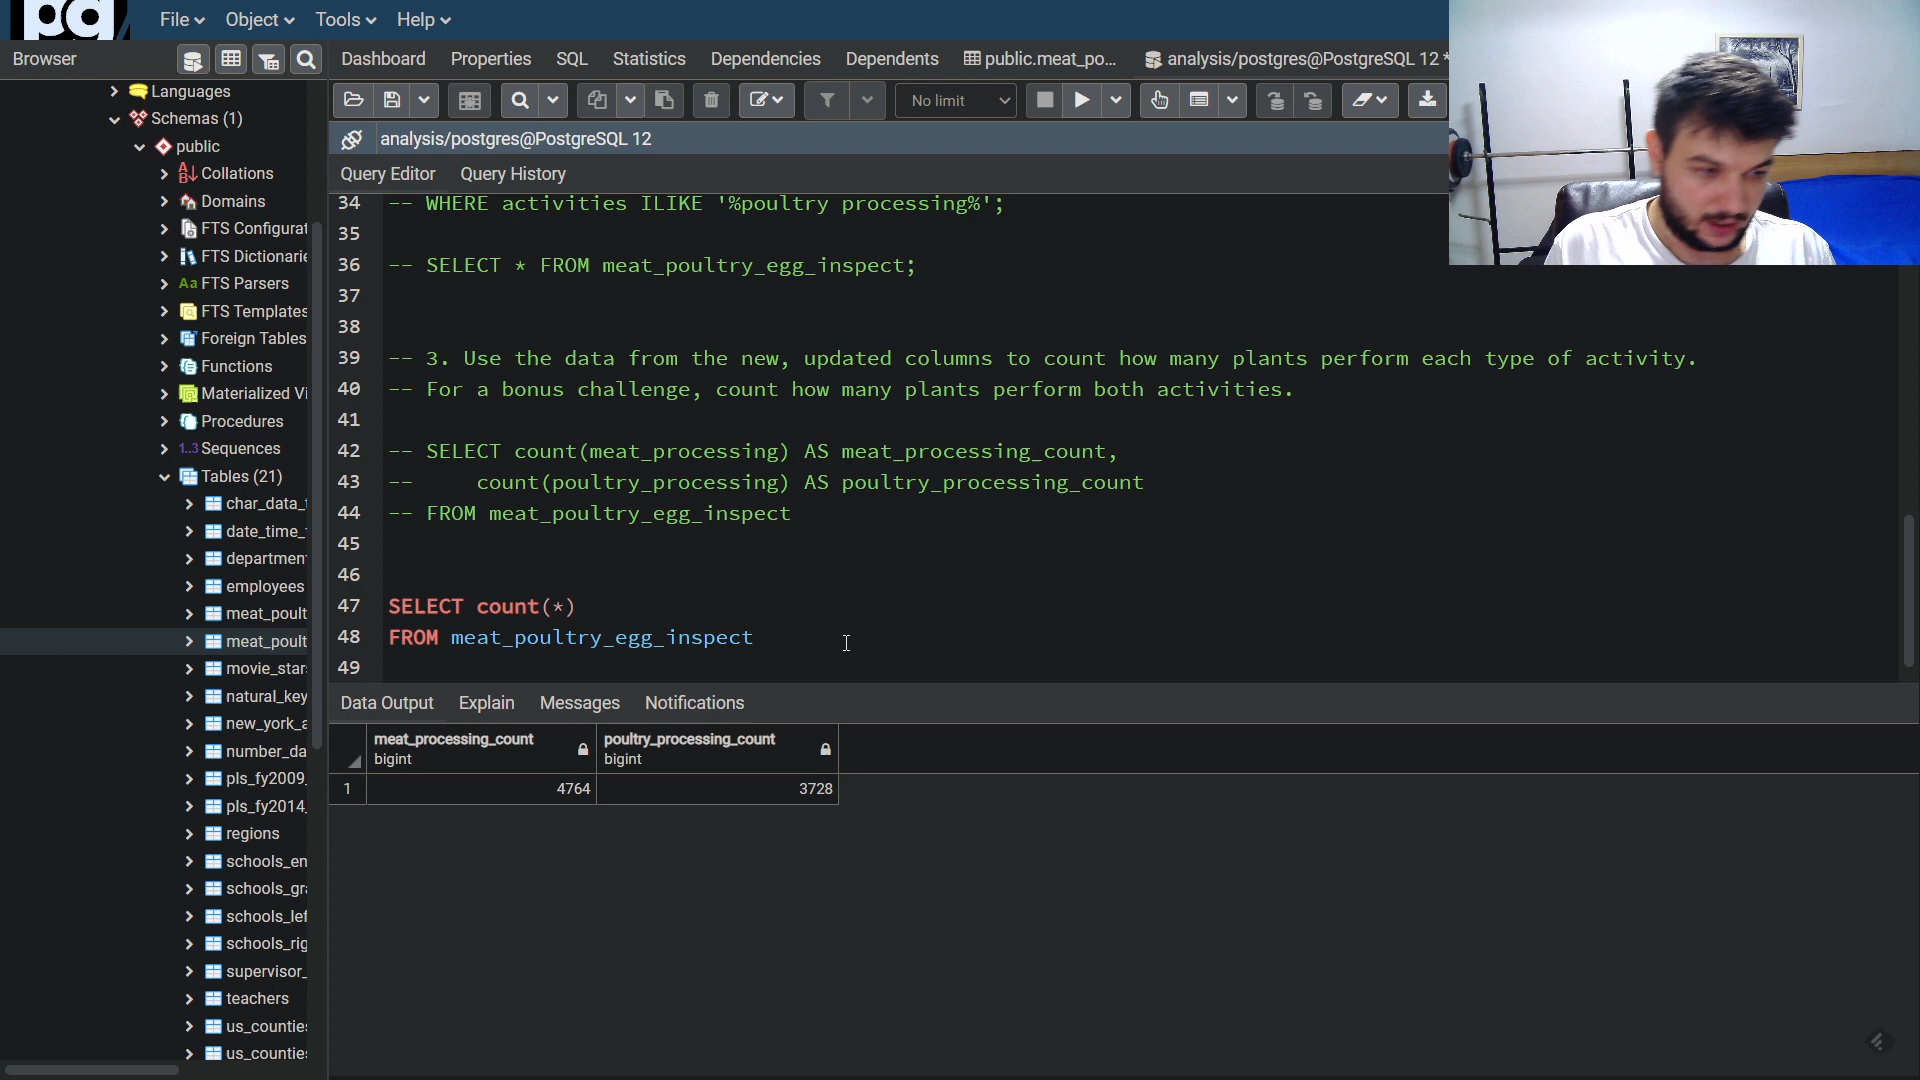 pg
File Object Tools Help
Browser
Dashboard Properties SQL Statistics Dependencies Dependents public.meat_po... analysis/postgres@PostgreSQL 12 *
No limit
analysis/postgres@PostgreSQL 12
Query Editor Query History
Languages
Schemas (1)
public
Collations
Domains
FTS Configurat
FTS Dictionarie
FTS Parsers
FTS Templates
Foreign Tables
Functions
Materialized Vi
Procedures
1..3 Sequences
Tables (21)
char_data_
date_time_
departmen
employees
meat_poult
meat_poult
movie_star
natural_key
new_york_a
number_da
pls_fy2009_
pls_fy2014_
regions
schools_en
schools_gra
schools_lef
schools_rig
supervisor_
teachers
us_countie
us_countie
34 -- WHERE activities ILIKE '%poultry processing%';
35
36 -- SELECT * FROM meat_poultry_egg_inspect;
37
38
39 -- 3. Use the data from the new, updated columns to count how many plants perform each type of activity.
40 -- For a bonus challenge, count how many plants perform both activities.
41
42 -- SELECT count(meat_processing) AS meat_processing_count,
43 -- count(poultry_processing) AS poultry_processing_count
44 -- FROM meat_poultry_egg_inspect
45
46
47 SELECT count(*)
48 FROM meat_poultry_egg_inspect
49
Data Output Explain Messages Notifications
meat_processing_count poultry_processing_count
bigint bigint
1 4764 3728